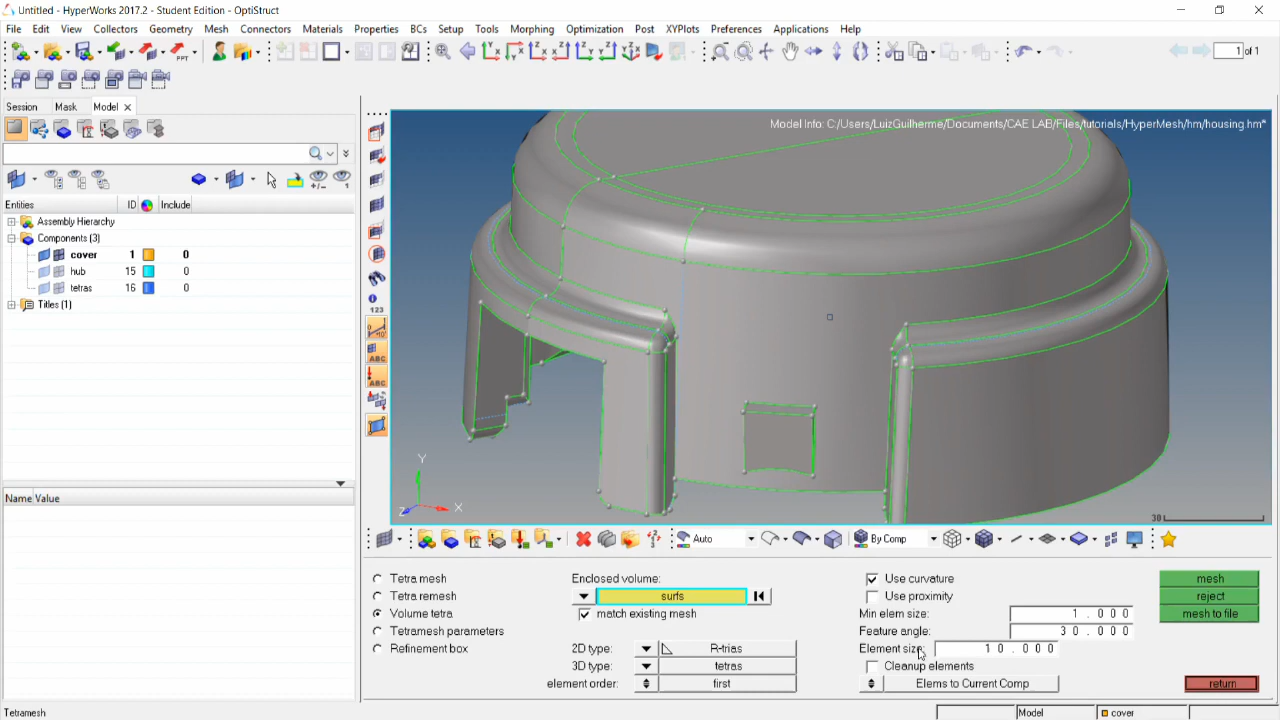 Untitled - HyperWorks 2017.2 - Student Edition - OptiStruct
File Edit View Collectors Geometry Mesh Connectors Materials Properties BCs Setup Tools Morphing Optimization Post XYPlots Preferences Applications Help
1 of 1
Session Mask Model
Model Info: C:/Users/LuizGuilherme/Documents/CAE LAB/Files/tutorials/HyperMesh/hm/housing.hm*
Entities ID Include
Assembly Hierarchy
Components (3)
cover 1 0
hub 15 0
tetras 16 0
Titles (1)
123
10°
ABC
ABC
Y
X
Z
30
Name Value
Auto By Comp
Tetra mesh Enclosed volume: Use curvature mesh
Tetra remesh surfs Use proximity reject
Volume tetra match existing mesh Min elem size: 1.000 mesh to file
Tetramesh parameters Feature angle: 30.000
Refinement box 2D type: R-trias Element size: 10.000
3D type: tetras Cleanup elements
element order: first Elems to Current Comp return
Tetramesh Model cover